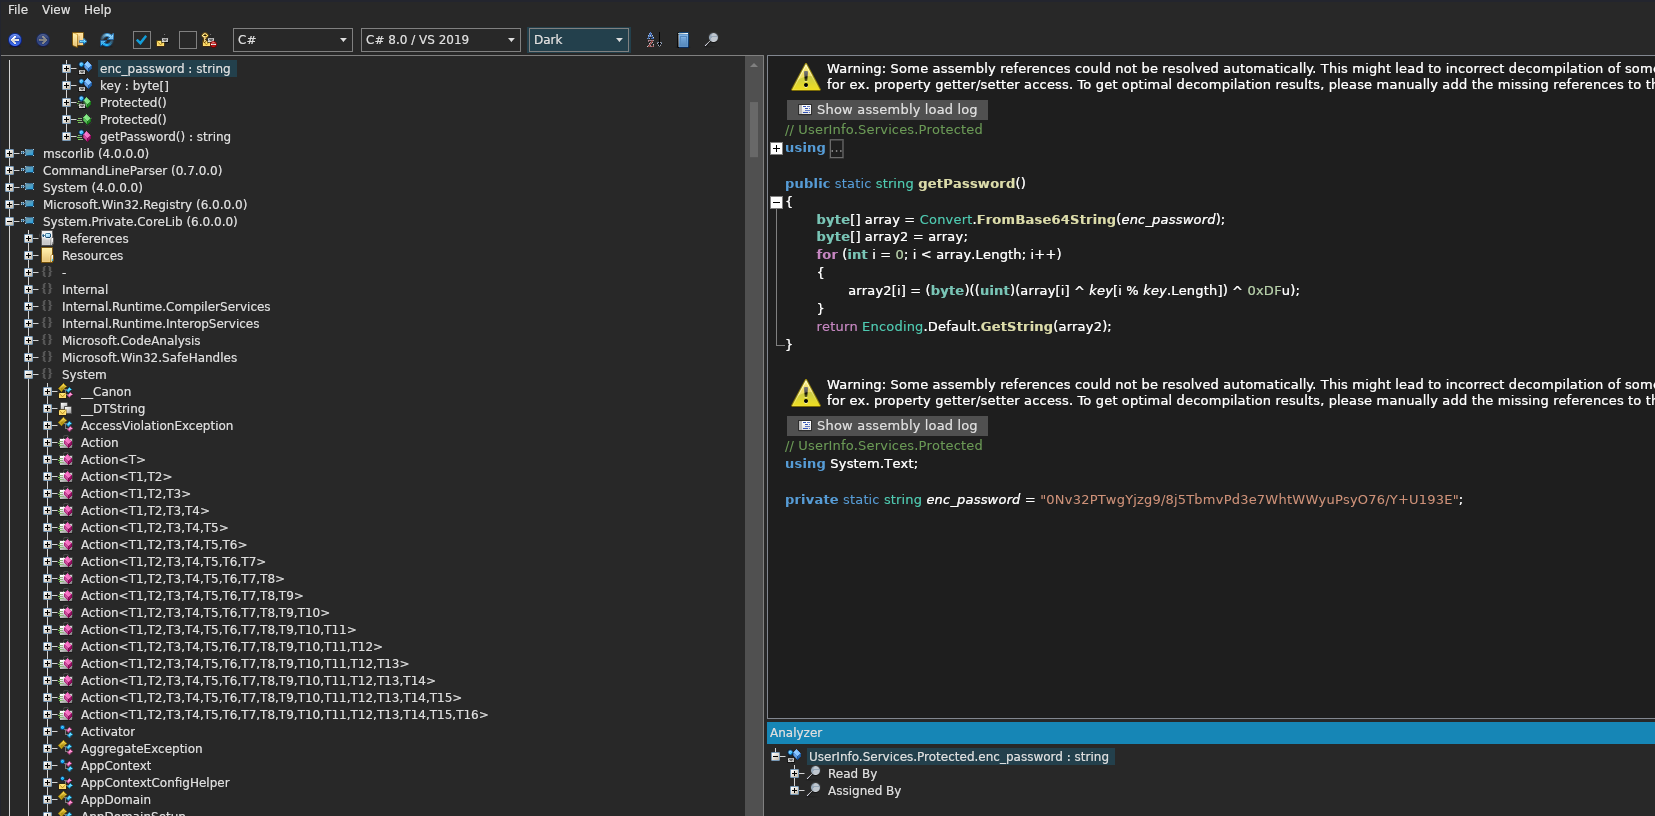 File View Help
C# C# 8.0 / VS 2019 Dark
enc_password : string
key : byte[]
Protected()
Protected()
getPassword() : string
mscorlib (4.0.0.0)
CommandLineParser (0.7.0.0)
System (4.0.0.0)
Microsoft.Win32.Registry (6.0.0.0)
System.Private.CoreLib (6.0.0.0)
References
Resources
-
Internal
Internal.Runtime.CompilerServices
Internal.Runtime.InteropServices
Microsoft.CodeAnalysis
Microsoft.Win32.SafeHandles
System
__Canon
__DTString
AccessViolationException
Action
Action<T>
Action<T1,T2>
Action<T1,T2,T3>
Action<T1,T2,T3,T4>
Action<T1,T2,T3,T4,T5>
Action<T1,T2,T3,T4,T5,T6>
Action<T1,T2,T3,T4,T5,T6,T7>
Action<T1,T2,T3,T4,T5,T6,T7,T8>
Action<T1,T2,T3,T4,T5,T6,T7,T8,T9>
Action<T1,T2,T3,T4,T5,T6,T7,T8,T9,T10>
Action<T1,T2,T3,T4,T5,T6,T7,T8,T9,T10,T11>
Action<T1,T2,T3,T4,T5,T6,T7,T8,T9,T10,T11,T12>
Action<T1,T2,T3,T4,T5,T6,T7,T8,T9,T10,T11,T12,T13>
Action<T1,T2,T3,T4,T5,T6,T7,T8,T9,T10,T11,T12,T13,T14>
Action<T1,T2,T3,T4,T5,T6,T7,T8,T9,T10,T11,T12,T13,T14,T15>
Action<T1,T2,T3,T4,T5,T6,T7,T8,T9,T10,T11,T12,T13,T14,T15,T16>
Activator
AggregateException
AppContext
AppContextConfigHelper
AppDomain
AppDomainSetup
Warning: Some assembly references could not be resolved automatically. This might lead to incorrect decompilation of som
for ex. property getter/setter access. To get optimal decompilation results, please manually add the missing references to th
Show assembly load log
// UserInfo.Services.Protected
using ...
public static string getPassword()
{
byte[] array = Convert.FromBase64String(enc_password);
byte[] array2 = array;
for (int i = 0; i < array.Length; i++)
{
array2[i] = (byte)((uint)(array[i] ^ key[i % key.Length]) ^ 0xDFu);
}
return Encoding.Default.GetString(array2);
}
Warning: Some assembly references could not be resolved automatically. This might lead to incorrect decompilation of som
for ex. property getter/setter access. To get optimal decompilation results, please manually add the missing references to th
Show assembly load log
// UserInfo.Services.Protected
using System.Text;
private static string enc_password = "0Nv32PTwgYjzg9/8j5TbmvPd3e7WhtWWyuPsyO76/Y+U193E";
Analyzer
UserInfo.Services.Protected.enc_password : string
Read By
Assigned By